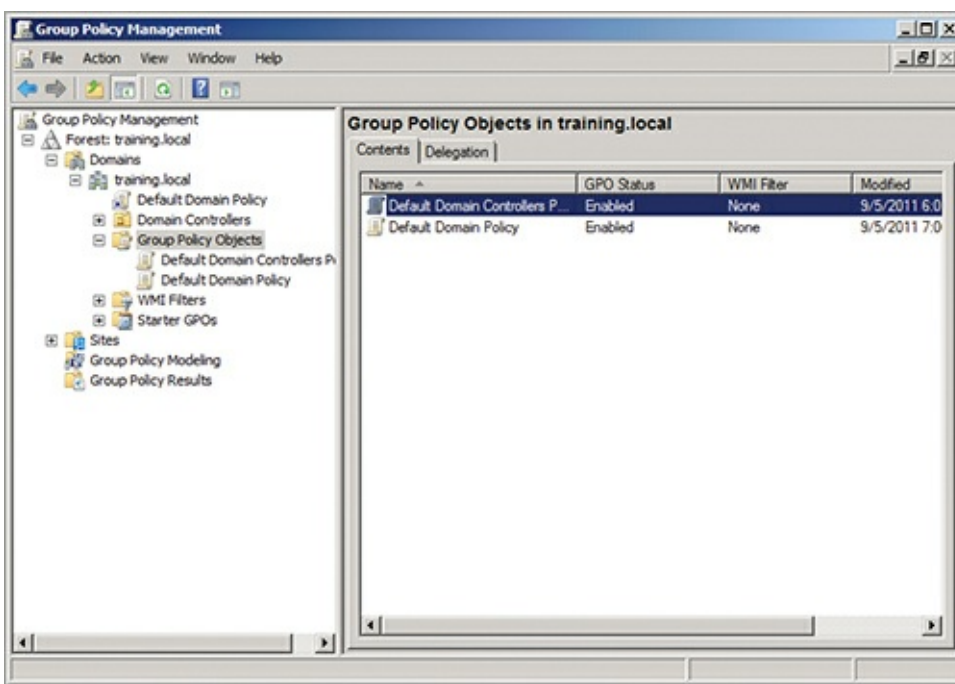 Group Policy Management
File Action View Window Help
Group Policy Management
Forest: training.local
Domains
training.local
Default Domain Policy
Domain Controllers
Group Policy Objects
Default Domain Controllers P
Default Domain Policy
WMI Filters
Starter GPOs
Sites
Group Policy Modeling
Group Policy Results
Group Policy Objects in training.local
Contents Delegation
Name GPO Status WMI Filter Modified
Default Domain Controllers P... Enabled None 9/5/2011 6:0
Default Domain Policy Enabled None 9/5/2011 7:0